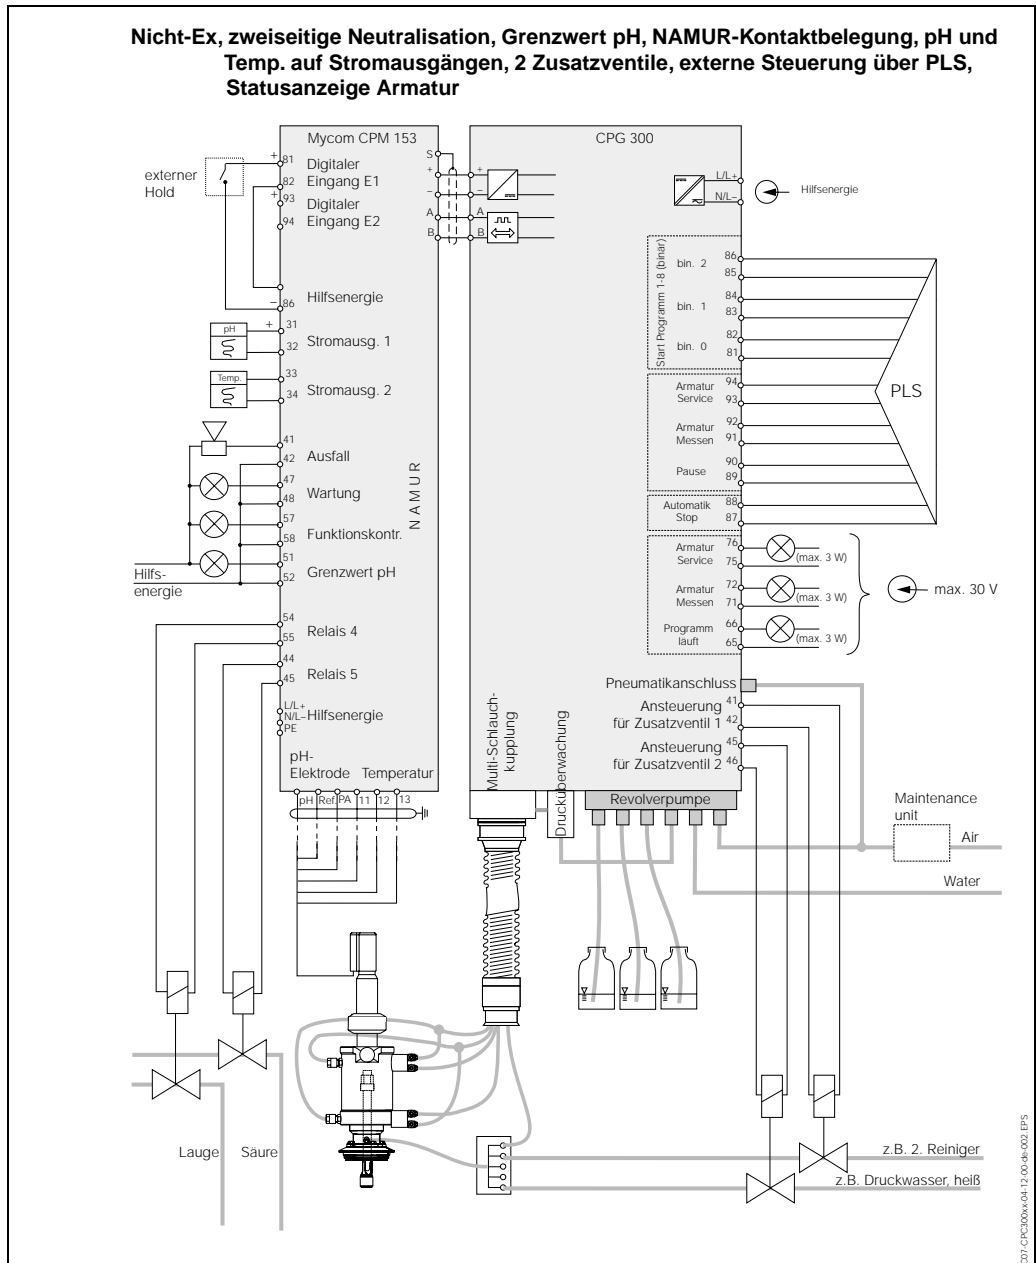 Nicht-Ex, zweiseitige Neutralisation, Grenzwert pH, NAMUR-Kontaktbelegung, pH und
Temp. auf Stromausgängen, 2 Zusatzventile, externe Steuerung über PLS,
Statusanzeige Armatur
Mycom CPM 153
CPG 300
externer
Hold
+ 81
82
+
93
94
Digitaler
Eingang E1
Digitaler
Eingang E2
S
+
−
A
B
+
−
A
B
L/L+
N/L−
Hilfsenergie
− 86
Hilfsenergie
pH
+ 31
32
Stromausg. 1
Temp.
33
34
Stromausg. 2
41
42
Ausfall
47
48
Wartung
57
58
Funktionskontr.
51
52
Grenzwert pH
NAMUR
Hilfs-
energie
54
55
Relais 4
44
45
Relais 5
L/L+
N/L−
PE
Hilfsenergie
pH-
Elektrode
Temperatur
pH
Ref.
PA
11
12
13
Start Programm 1-8 (binär)
bin. 2
86
85
bin. 1
84
83
bin. 0
82
81
Armatur
Service
94
93
Armatur
Messen
92
91
Pause
90
89
Automatik
Stop
88
87
PLS
Armatur
Service
76
75
(max. 3 W)
Armatur
Messen
72
71
(max. 3 W)
Programm
läuft
66
65
(max. 3 W)
max. 30 V
Pneumatikanschluss
Ansteuerung
für Zusatzventil 1
41
42
Ansteuerung
für Zusatzventil 2
45
46
Multi-Schlauch-
kupplung
Drucküberwachung
Revolverpumpe
Maintenance
unit
Air
Water
Lauge
Säure
z.B. 2. Reiniger
z.B. Druckwasser, heiß
C07-CPC300xx-04-12-00-de-002.EPS